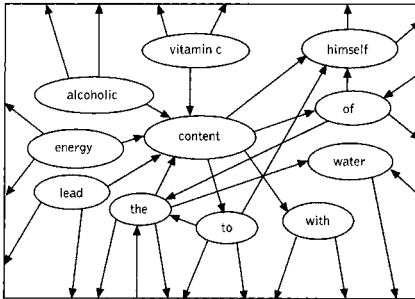 vitamin c
himself
alcoholic
of
energy
content
water
lead
the
to
with